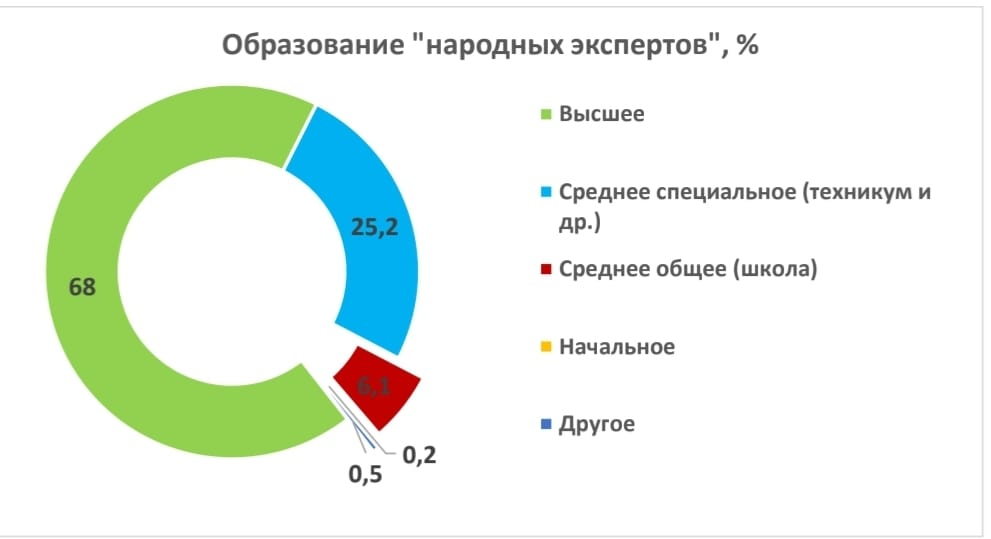 Образование "народных экспертов", %
Высшее
Среднее специальное (техникум и
др.)
Среднее общее (школа)
Начальное
Другое
25,2
68
6,1
0,2
0,5